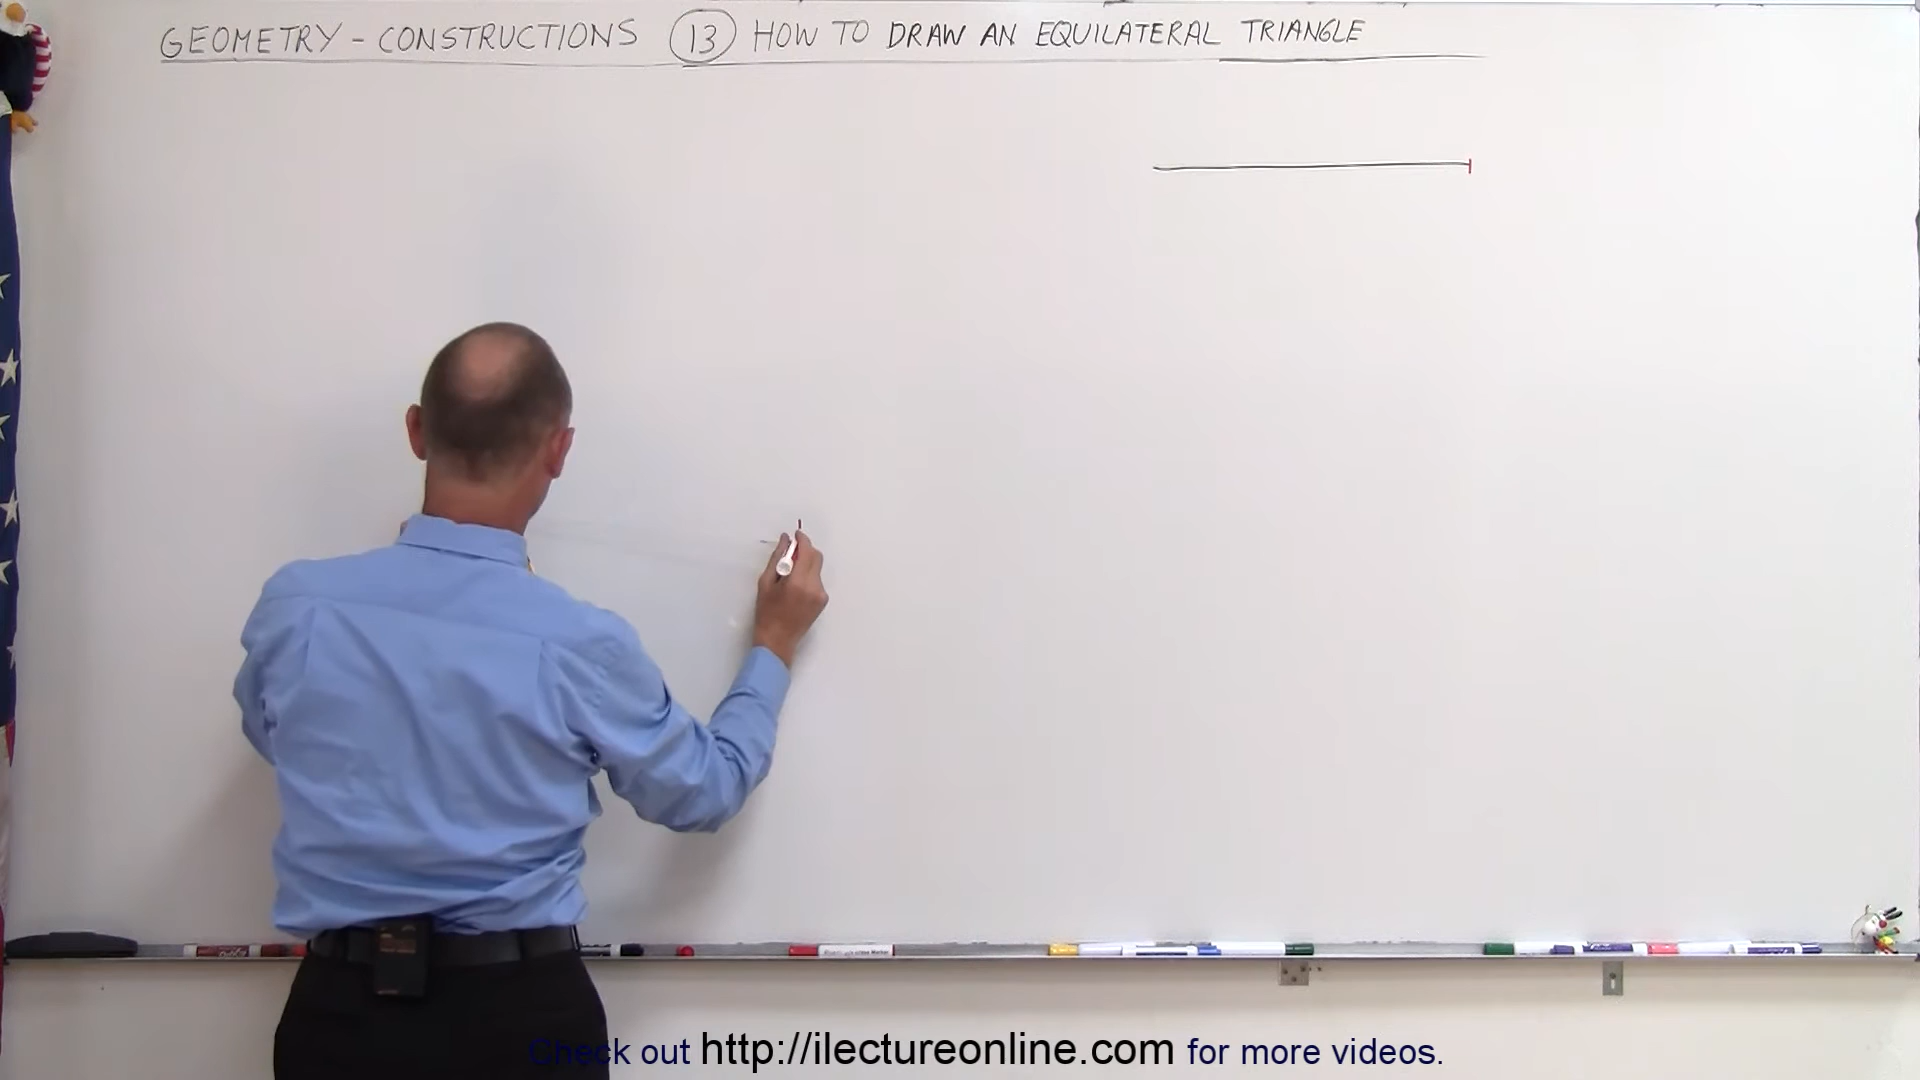 GEOMETRY - CONSTRUCTIONS 13 HOW TO DRAW AN EQUILATERAL TRIANGLE
Check out http://ilectureonline.com for more videos.